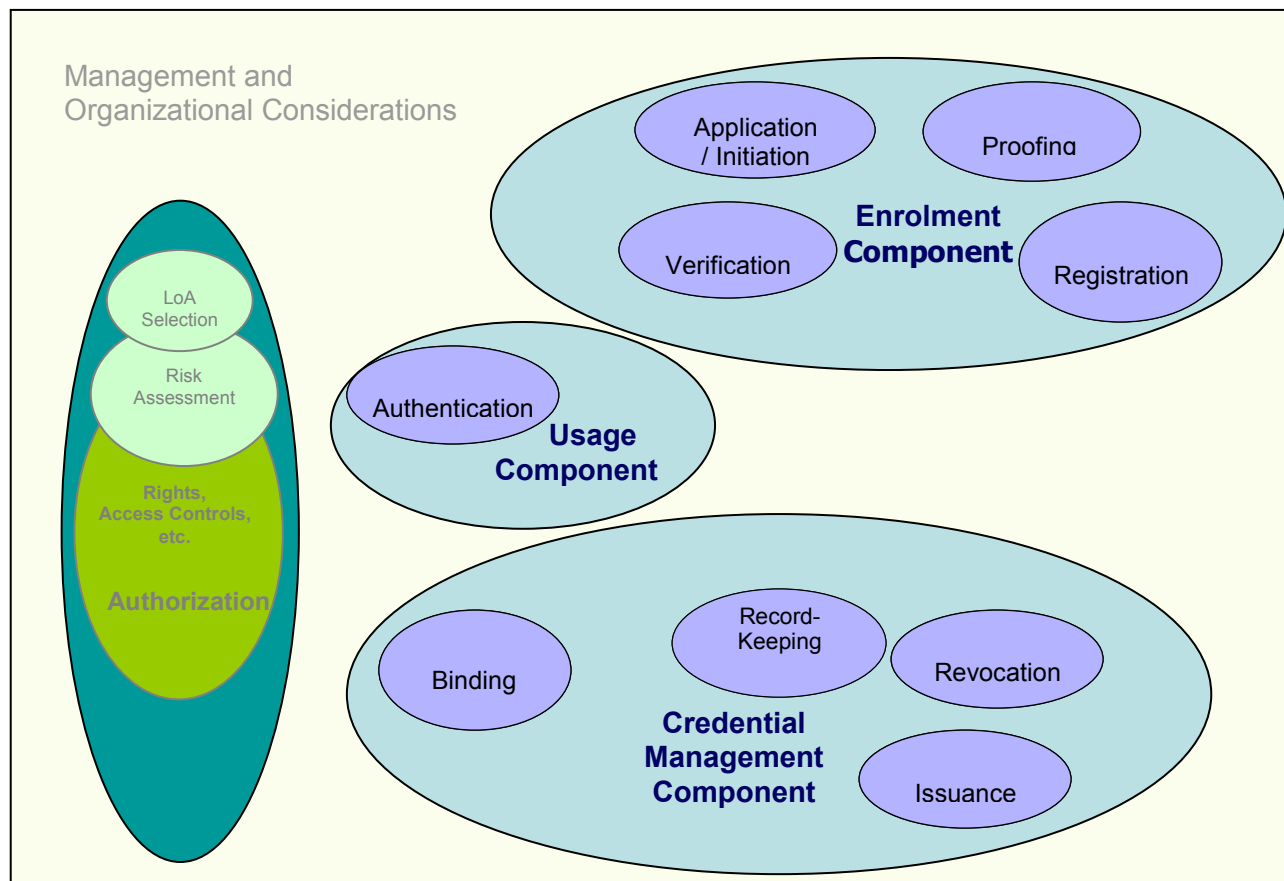 Management and
Organizational Considerations
Application
/ Initiation
Proofing
Enrolment
Component
Verification
Registration
LoA
Selection
Risk
Assessment
Rights,
Access Controls,
etc.
Authorization
Authentication
Usage
Component
Binding
Record-
Keeping
Revocation
Credential
Management
Component
Issuance